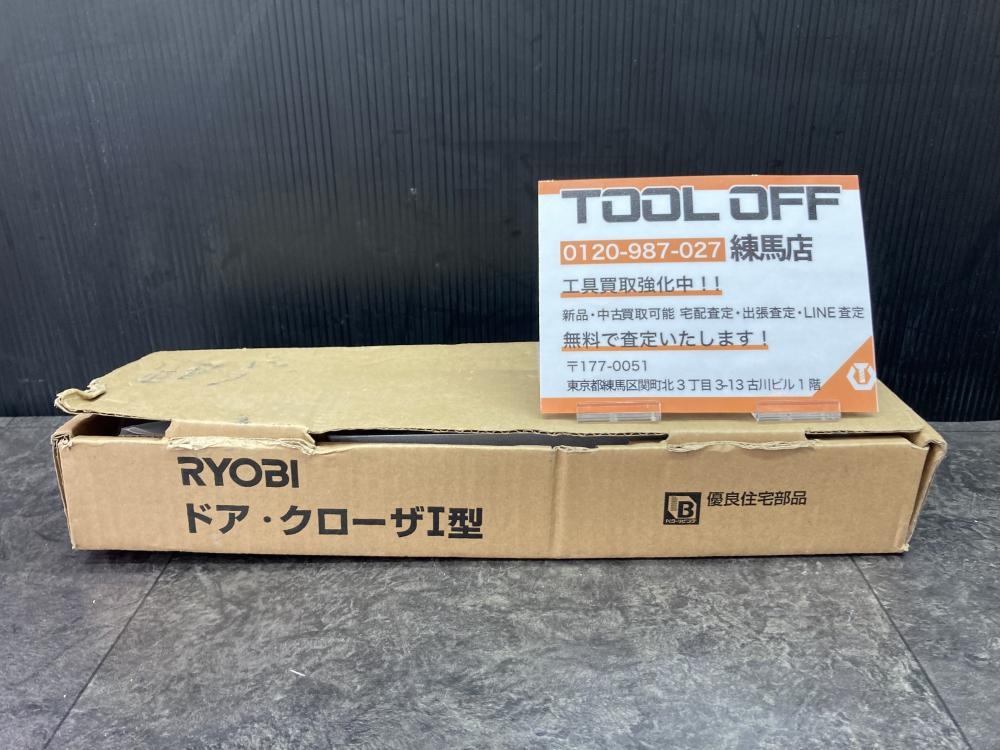 TOOL OFF
0120-987-027 練馬店
工具買取強化中！！
新品・中古買取可能 宅配査定・出張査定・LINE査定
無料で査定いたします！
〒177-0051
東京都練馬区関町北3丁目3-13古川ビル1階
RYOBI
ドア・クローザI型
B 優良住宅部品